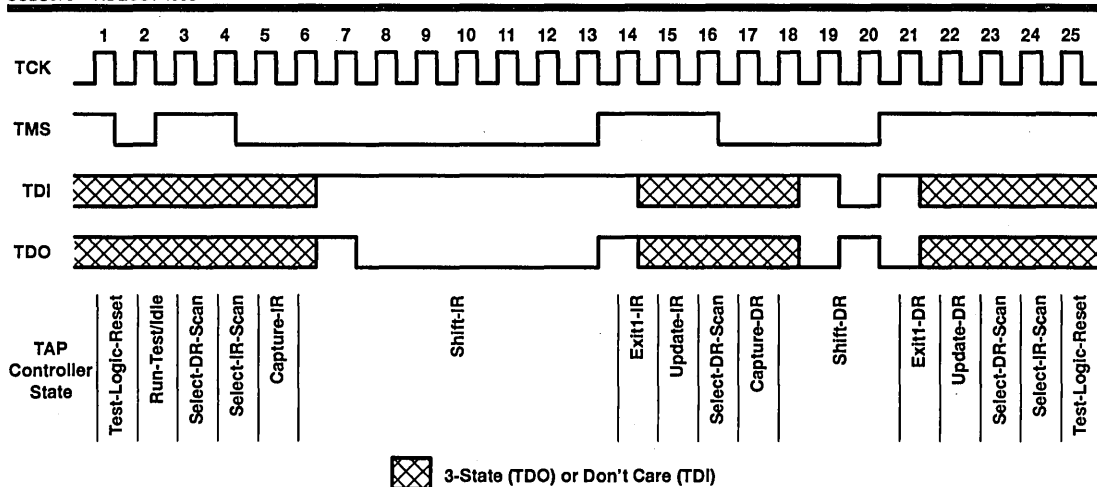 1 2 3 4 5 6 7 8 9 10 11 12 13 14 15 16 17 18 19 20 21 22 23 24 25
TCK
TMS
TDI
TDO
TAP
Controller
State
Test-Logic-Reset
Run-Test/Idle
Select-DR-Scan
Select-IR-Scan
Capture-IR
Shift-IR
Exit1-IR
Update-IR
Select-DR-Scan
Capture-DR
Shift-DR
Exit1-DR
Update-DR
Select-DR-Scan
Select-IR-Scan
Test-Logic-Reset
3-State (TDO) or Don't Care (TDI)